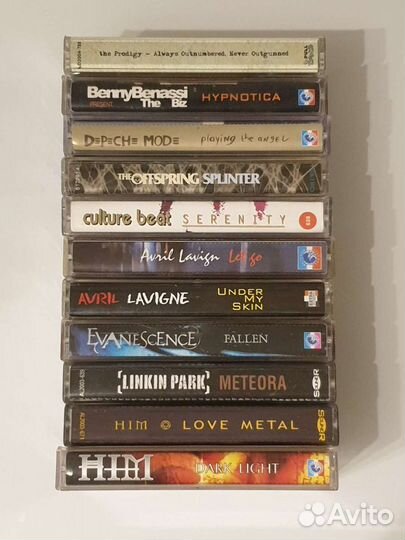 the Prodigy – Always Outnumbered, Never Outgunned
BennyBenassi HYPNOTICA
PRESENT. The Biz
DEPECHE MODE playing the angel
THE OFFSPRING SPLINTER
culture beat SERENITY
Avril Lavign Let go
AVRIL LAVIGNE UNDER MY SKIN
EVANESCENCE FALLEN
[LINKIN PARK] METEORA
HIM LOVE METAL
HIM DARK LIGHT
Avito